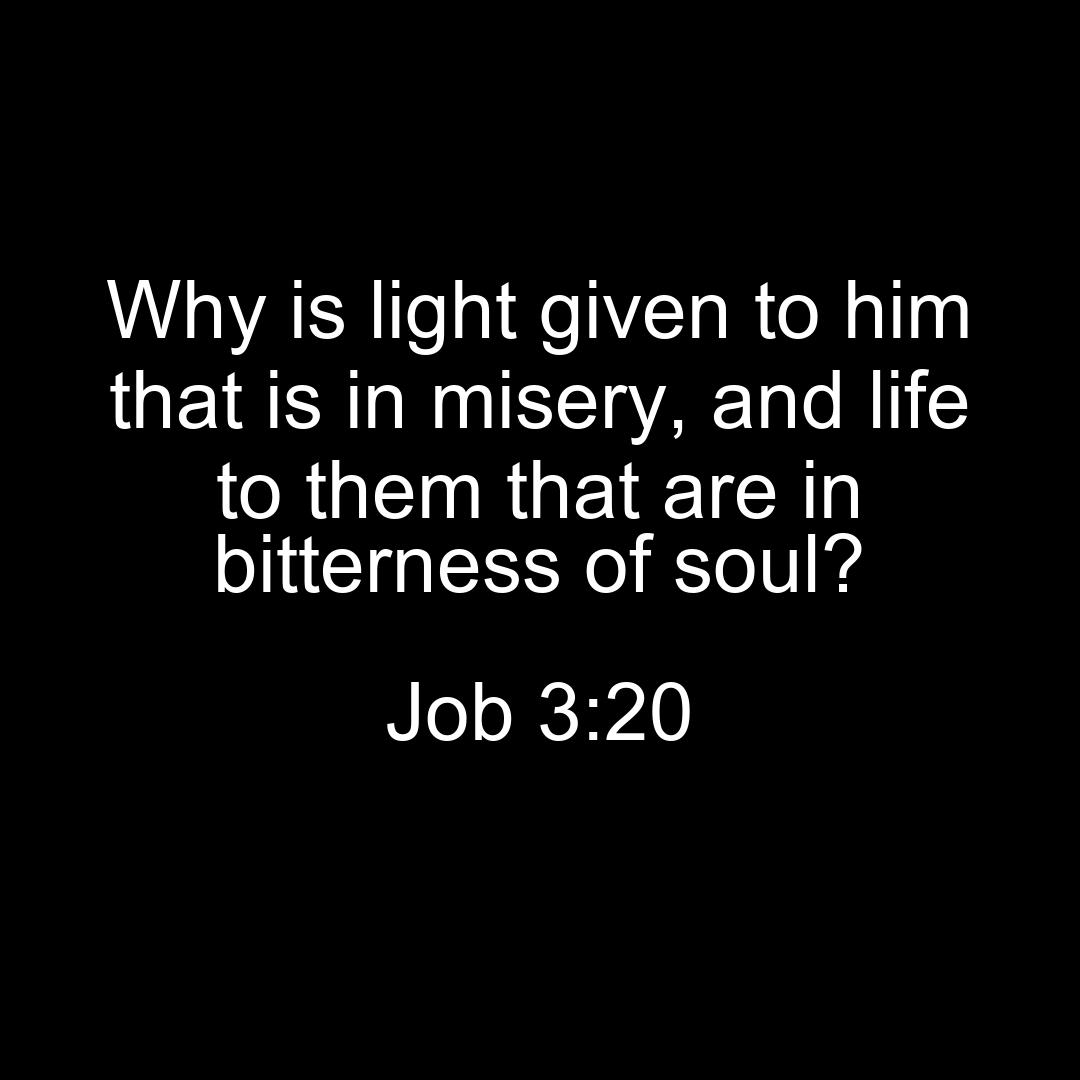 Why is light given to him
that is in misery, and life
to them that are in
bitterness of soul?
Job 3:20